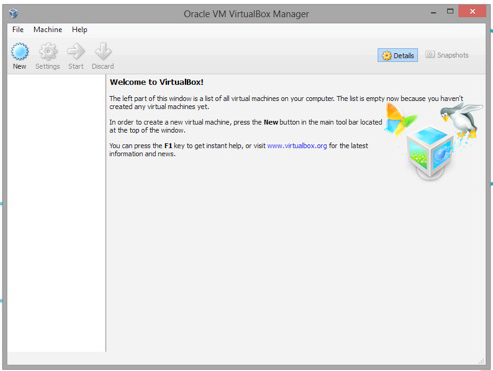 Oracle VM VirtualBox Manager
File Machine Help
New Settings Start Discard Details Snapshots
Welcome to VirtualBox!
The left part of this window is a list of all virtual machines on your computer. The list is empty now because you haven't
created any virtual machines yet.
In order to create a new virtual machine, press the New button in the main tool bar located
at the top of the window.
You can press the F1 key to get instant help, or visit www.virtualbox.org for the latest
information and news.